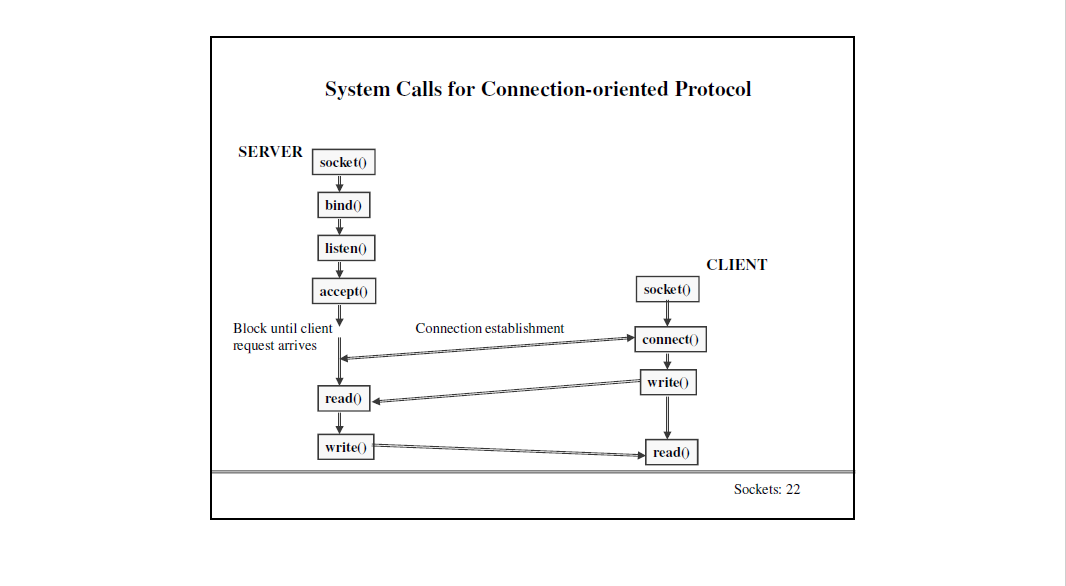 System Calls for Connection-oriented Protocol
SERVER
socket()
bind()
listen()
accept()
Block until client
request arrives
read()
write()
Connection establishment
CLIENT
socket()
connect()
write()
read()
Sockets: 22